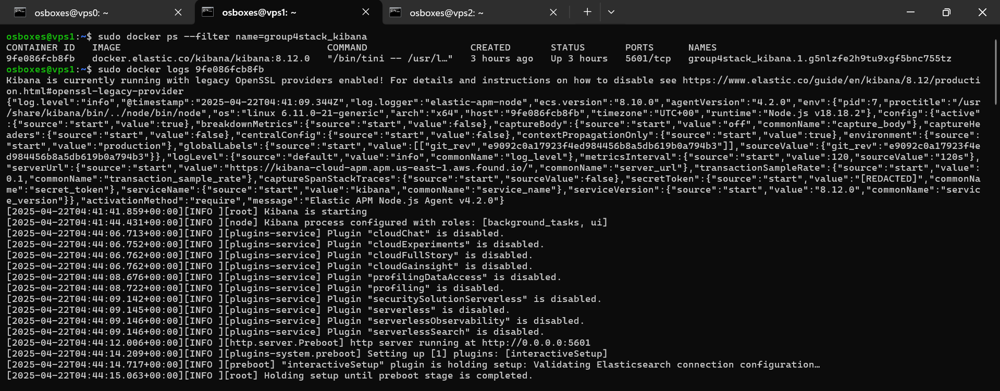 osboxes@vps0: ~
osboxes@vps1: ~
osboxes@vps2: ~
osboxes@vps1:~$ sudo docker ps --filter name=group4stack_kibana
CONTAINER ID   IMAGE                                    COMMAND                  CREATED       STATUS       PORTS      NAMES
9fe086fcb8fb   docker.elastic.co/kibana/kibana:8.12.0   "/bin/tini -- /usr/l…"   3 hours ago   Up 3 hours   5601/tcp   group4stack_kibana.1.g5nlzfe2h9tu9xgf5bnc755tz
osboxes@vps1:~$ sudo docker logs 9fe086fcb8fb
Kibana is currently running with legacy OpenSSL providers enabled! For details and instructions on how to disable see https://www.elastic.co/guide/en/kibana/8.12/producti
on.html#openssl-legacy-provider
{"log.level":"info","@timestamp":"2025-04-22T04:41:09.344Z","log.logger":"elastic-apm-node","ecs.version":"8.10.0","agentVersion":"4.2.0","env":{"pid":7,"proctitle":"/usr
/share/kibana/bin/../node/bin/node","os":"linux 6.11.0-21-generic","arch":"x64","host":"9fe086fcb8fb","timezone":"UTC+00","runtime":"Node.js v18.18.2"},"config":{"active"
:{"source":"start","value":true},"breakdownMetrics":{"source":"start","value":false},"captureBody":{"source":"start","value":"off","commonName":"capture_body"},"captureHe
aders":{"source":"start","value":false},"centralConfig":{"source":"start","value":false},"contextPropagationOnly":{"source":"start","value":true},"environment":{"source":
"start","value":"production"},"globalLabels":{"source":"start","value":[["git_rev","e9092c0a17923f4ed984456b8a5db619b0a794b3"]],"sourceValue":{"git_rev":"e9092c0a17923f4e
d984456b8a5db619b0a794b3"}},"logLevel":{"source":"default","value":"info","commonName":"log_level"},"metricsInterval":{"source":"start","value":120,"sourceValue":"120s"},
"serverUrl":{"source":"start","value":"https://kibana-cloud-apm.apm.us-east-1.aws.found.io/","commonName":"server_url"},"transactionSampleRate":{"source":"start","value":
0.1,"commonName":"transaction_sample_rate"},"captureSpanStackTraces":{"source":"start","sourceValue":false},"secretToken":{"source":"start","value":"[REDACTED]","commonNa
me":"secret_token"},"serviceName":{"source":"start","value":"kibana","commonName":"service_name"},"serviceVersion":{"source":"start","value":"8.12.0","commonName":"servic
e_version"}},"activationMethod":"require","message":"Elastic APM Node.js Agent v4.2.0"}
[2025-04-22T04:41:41.859+00:00][INFO ][root] Kibana is starting
[2025-04-22T04:41:44.431+00:00][INFO ][node] Kibana process configured with roles: [background_tasks, ui]
[2025-04-22T04:44:06.713+00:00][INFO ][plugins-service] Plugin "cloudChat" is disabled.
[2025-04-22T04:44:06.752+00:00][INFO ][plugins-service] Plugin "cloudExperiments" is disabled.
[2025-04-22T04:44:06.762+00:00][INFO ][plugins-service] Plugin "cloudFullStory" is disabled.
[2025-04-22T04:44:06.762+00:00][INFO ][plugins-service] Plugin "cloudGainsight" is disabled.
[2025-04-22T04:44:08.676+00:00][INFO ][plugins-service] Plugin "profilingDataAccess" is disabled.
[2025-04-22T04:44:08.722+00:00][INFO ][plugins-service] Plugin "profiling" is disabled.
[2025-04-22T04:44:09.142+00:00][INFO ][plugins-service] Plugin "securitySolutionServerless" is disabled.
[2025-04-22T04:44:09.145+00:00][INFO ][plugins-service] Plugin "serverless" is disabled.
[2025-04-22T04:44:09.146+00:00][INFO ][plugins-service] Plugin "serverlessObservability" is disabled.
[2025-04-22T04:44:09.146+00:00][INFO ][plugins-service] Plugin "serverlessSearch" is disabled.
[2025-04-22T04:44:12.006+00:00][INFO ][http.server.Preboot] http server running at http://0.0.0.0:5601
[2025-04-22T04:44:14.209+00:00][INFO ][plugins-system.preboot] Setting up [1] plugins: [interactiveSetup]
[2025-04-22T04:44:14.717+00:00][INFO ][preboot] "interactiveSetup" plugin is holding setup: Validating Elasticsearch connection configuration…
[2025-04-22T04:44:15.063+00:00][INFO ][root] Holding setup until preboot stage is completed.